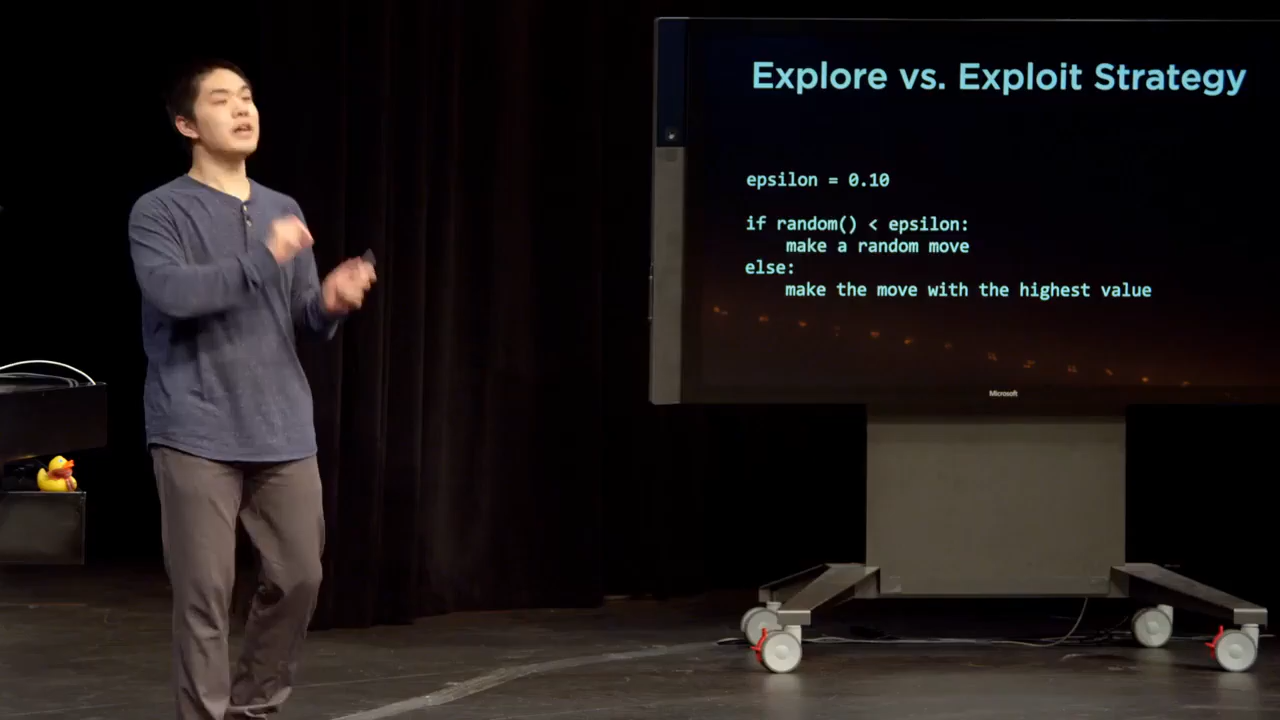 Explore vs. Exploit Strategy
epsilon = 0.10
if random() < epsilon:
    make a random move
else:
    make the move with the highest value
Microsoft